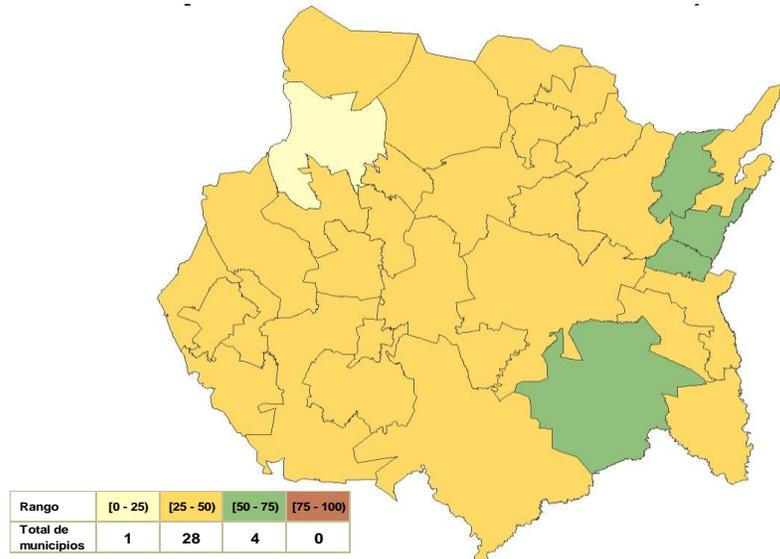 Rango [0 - 25) [25 - 50) [50 - 75) [75 - 100)
Total de municipios 1 28 4 0